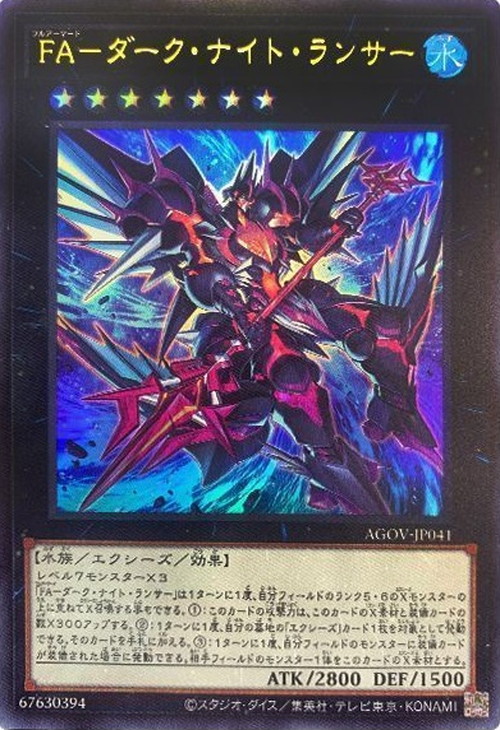 フルアーマード
FA－ダーク・ナイト・ランサー
水
AGOV-JP041
【水族／エクシーズ／効果】
レベル7モンスター×3
「FA-ダーク・ナイト・ランサー」は1ターンに1度、自分フィールドのランク5・6のXモンスターの
上に重ねてX召喚する事もできる。①：このカードの攻撃力は、このカードのX素材と装備カードの
数×300アップする。②：1ターンに1度、自分の墓地の「エクシーズ」カード1枚を対象として発動
できる。そのカードを手札に加える。③：1ターンに1度、自分フィールドのモンスターに装備カード
が装備された場合に発動できる。相手フィールドのモンスター1体をこのカードのX素材とする。
ATK/2800 DEF/1500
67630394 ©スタジオ・ダイス／集英社・テレビ東京・KONAMI